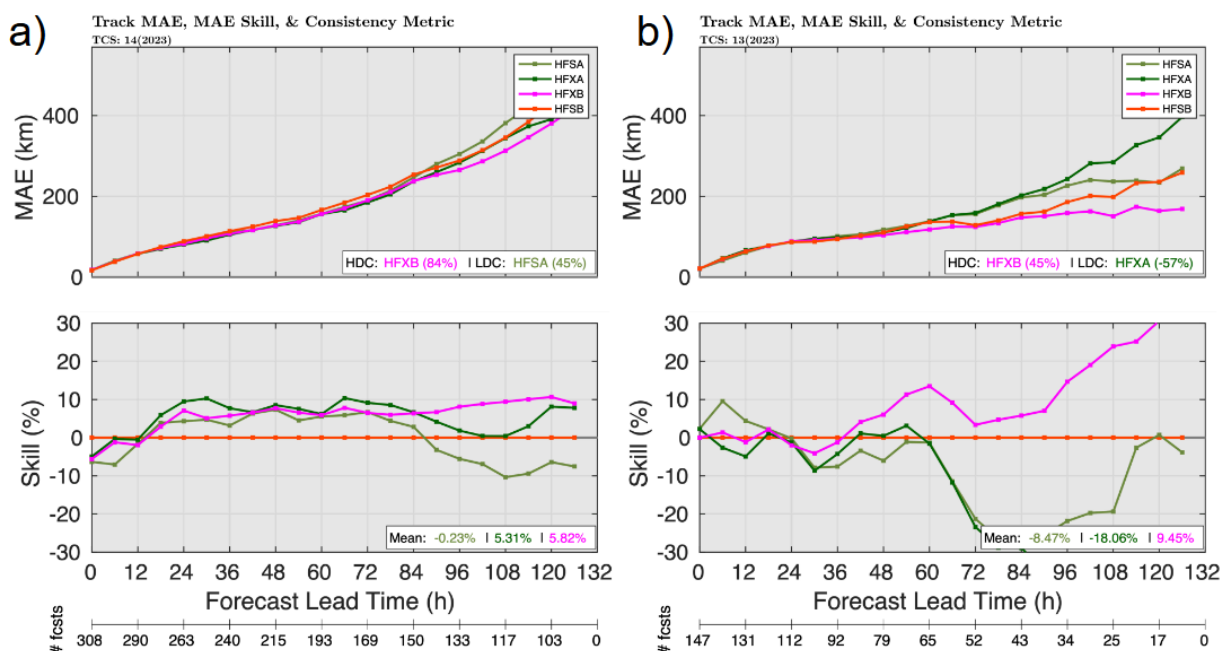 a)
Track MAE, MAE Skill, & Consistency Metric
TCS: 14(2023)
HFSA
HFXA
HFXB
HFSB
MAE (km)
400
200
0
HDC: HFXB (84%) I LDC: HFSA (45%)
Skill (%)
30
20
10
0
-10
-20
-30
Mean: -0.23% I 5.31% I 5.82%
0 12 24 36 48 60 72 84 96 108 120 132
Forecast Lead Time (h)
# fcsts
308 290 263 240 215 193 169 150 133 117 103 0
b)
Track MAE, MAE Skill, & Consistency Metric
TCS: 13(2023)
HFSA
HFXA
HFXB
HFSB
MAE (km)
400
200
0
HDC: HFXB (45%) I LDC: HFXA (-57%)
Skill (%)
30
20
10
0
-10
-20
-30
Mean: -8.47% I -18.06% I 9.45%
0 12 24 36 48 60 72 84 96 108 120 132
Forecast Lead Time (h)
# fcsts
147 131 112 92 79 65 52 43 34 25 17 0